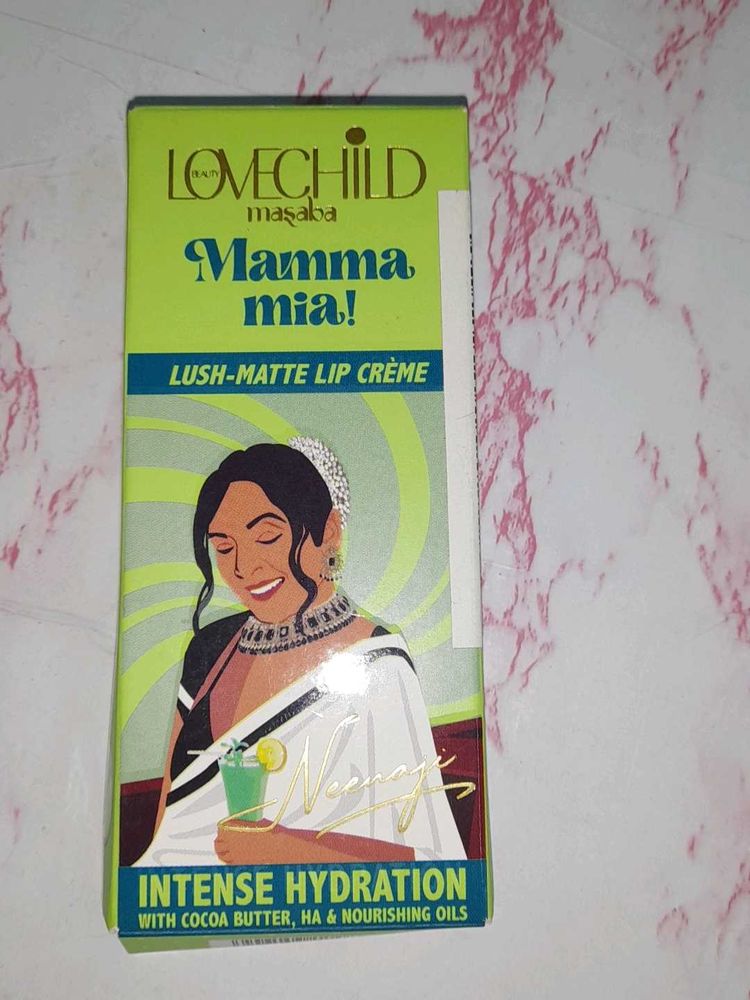 LOVECHILD
BEAUTY
masaba
Mamma
mia!
LUSH-MATTE LIP CRÈME
Neenaji
INTENSE HYDRATION
WITH COCOA BUTTER, HA & NOURISHING OILS